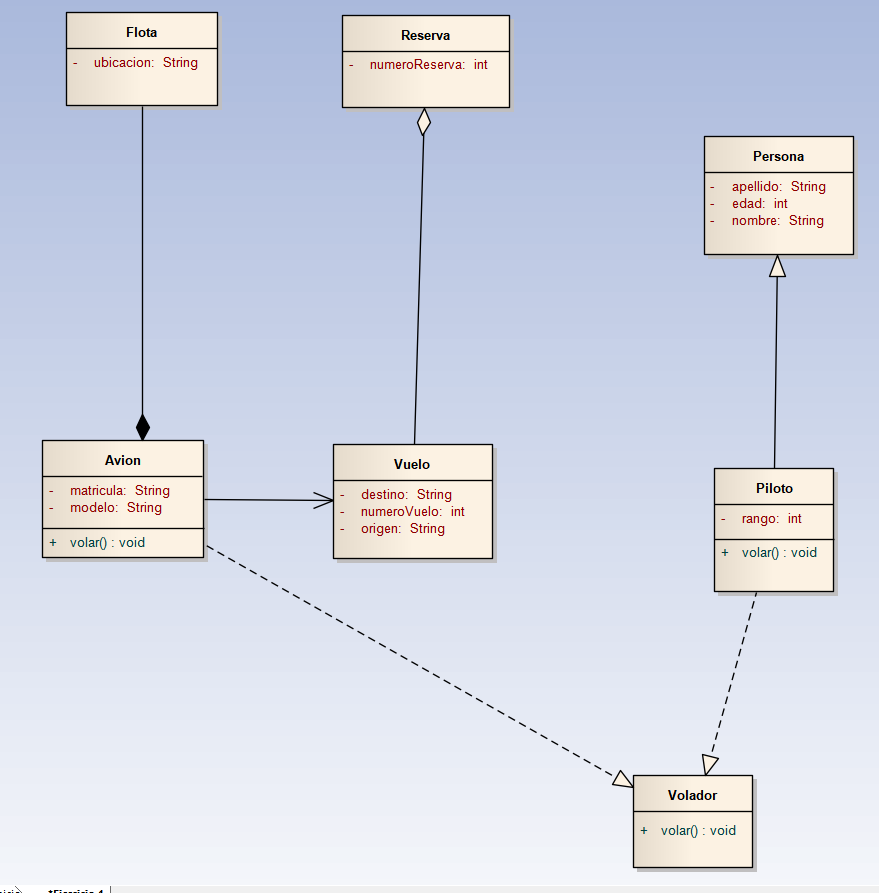 Flota
- ubicacion: String
Reserva
- numeroReserva: int
Persona
- apellido: String
- edad: int
- nombre: String
Avion
- matricula: String
- modelo: String
+ volar() : void
Vuelo
- destino: String
- numeroVuelo: int
- origen: String
Piloto
- rango: int
+ volar() : void
Volador
+ volar() : void